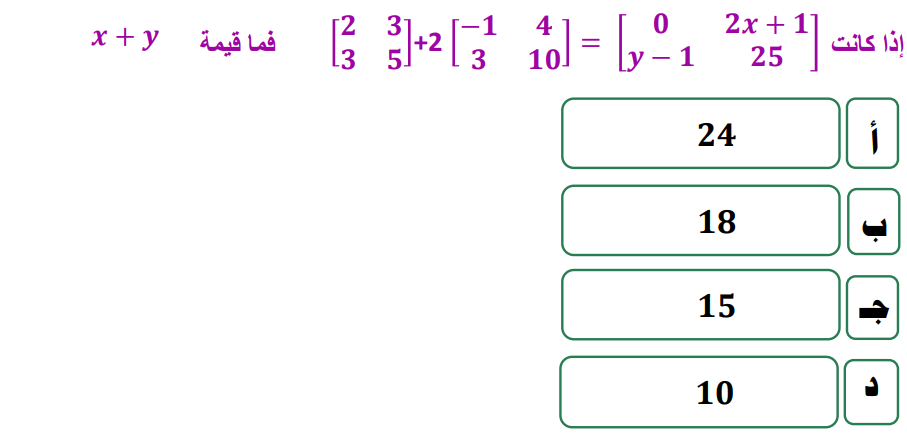 إذا كانت [2 3; 3 5]+2[−1 4; 3 10] = [0 2x + 1; y − 1 25] فما قيمة x + y
أ 24
ب 18
جـ 15
د 10